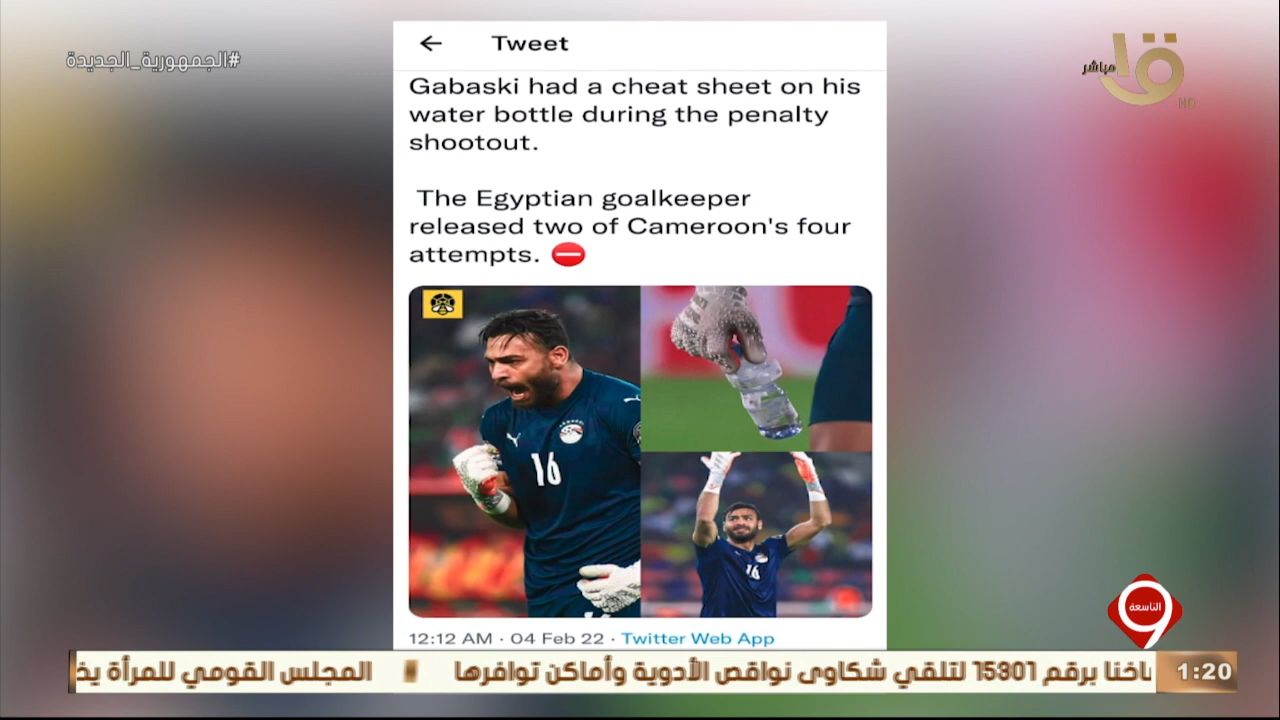 #الجمهورية_الجديدة
مباشر
HD
Tweet
Gabaski had a cheat sheet on his
water bottle during the penalty
shootout.
The Egyptian goalkeeper
released two of Cameroon's four
attempts. ⛔
16
16
12:12 AM · 04 Feb 22 · Twitter Web App
التاسعة
9
برقم 15301 لتلقي شكاوى نواقص الأدوية وأماكن توافرها
المجلس القومي للمرأة
1:20